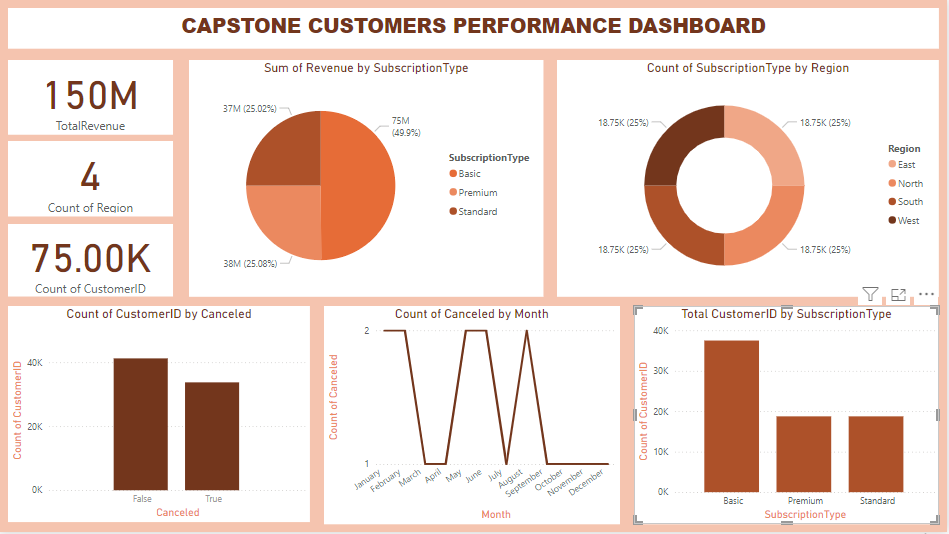 CAPSTONE CUSTOMERS PERFORMANCE DASHBOARD
150M
TotalRevenue
4
Count of Region
75.00K
Count of CustomerID
Sum of Revenue by SubscriptionType
37M (25.02%)
75M
(49.9%)
38M (25.08%)
SubscriptionType
Basic
Premium
Standard
Count of SubscriptionType by Region
18.75K (25%)
18.75K (25%)
18.75K (25%)
18.75K (25%)
Region
East
North
South
West
Count of CustomerID by Canceled
Count of CustomerID
40K
20K
0K
False
True
Canceled
Count of Canceled by Month
Count of Canceled
2
1
January
February
March
April
May
June
July
August
September
October
November
December
Month
Total CustomerID by SubscriptionType
Count of CustomerID
40K
30K
20K
10K
0K
Basic
Premium
Standard
SubscriptionType